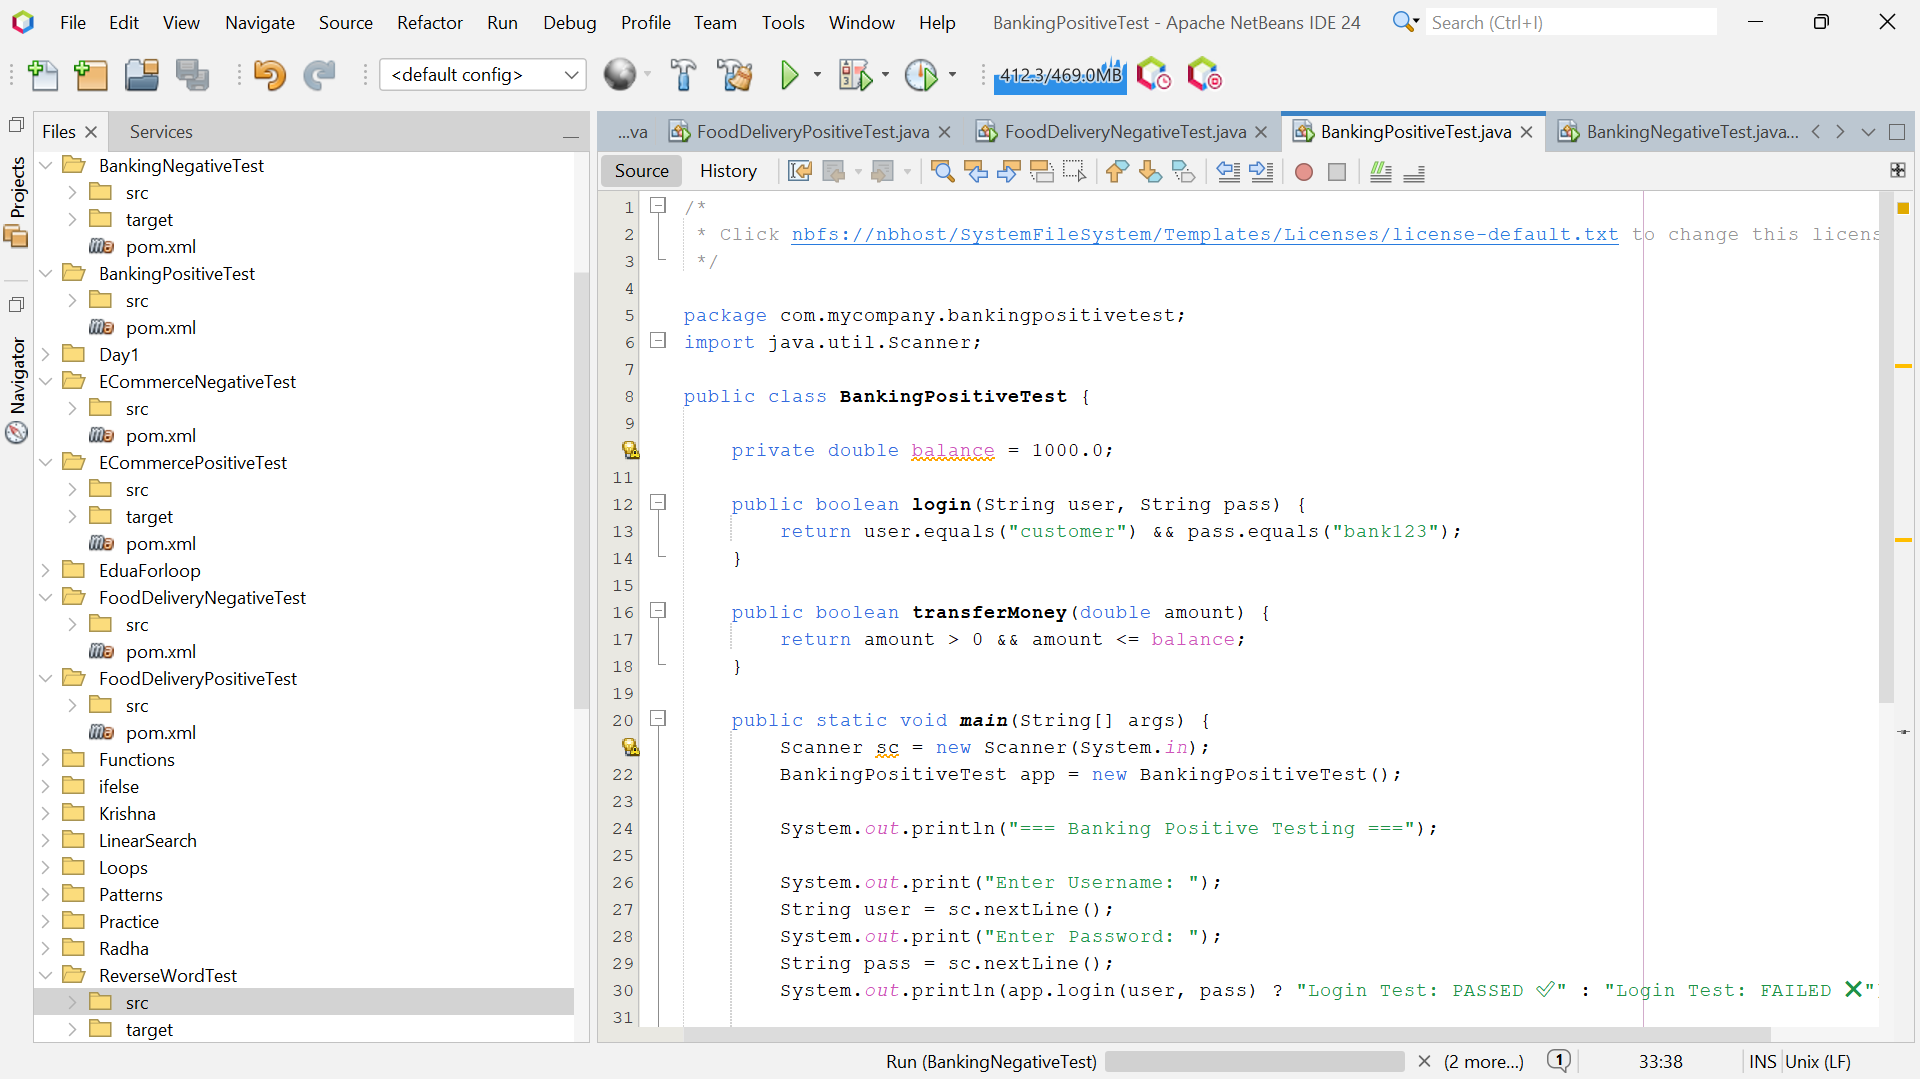 File Edit View Navigate Source Refactor Run Debug Profile Team Tools Window Help BankingPositiveTest - Apache NetBeans IDE 24 Search (Ctrl+I)
<default config> 412.3/469.0MB
Files Services
Projects
Navigator
BankingNegativeTest
src
target
pom.xml
BankingPositiveTest
src
pom.xml
Day1
ECommerceNegativeTest
src
pom.xml
ECommercePositiveTest
src
target
pom.xml
EduaForloop
FoodDeliveryNegativeTest
src
pom.xml
FoodDeliveryPositiveTest
src
pom.xml
Functions
ifelse
Krishna
LinearSearch
Loops
Patterns
Practice
Radha
ReverseWordTest
src
target
...va FoodDeliveryPositiveTest.java FoodDeliveryNegativeTest.java BankingPositiveTest.java BankingNegativeTest.java...
Source History
1 /*
2 * Click nbfs://nbhost/SystemFileSystem/Templates/Licenses/license-default.txt to change this licens
3 */
4
5 package com.mycompany.bankingpositivetest;
6 import java.util.Scanner;
7
8 public class BankingPositiveTest {
9
private double balance = 1000.0;
11
12 public boolean login(String user, String pass) {
13 return user.equals("customer") && pass.equals("bank123");
14 }
15
16 public boolean transferMoney(double amount) {
17 return amount > 0 && amount <= balance;
18 }
19
20 public static void main(String[] args) {
Scanner sc = new Scanner(System.in);
22 BankingPositiveTest app = new BankingPositiveTest();
23
24 System.out.println("=== Banking Positive Testing ===");
25
26 System.out.print("Enter Username: ");
27 String user = sc.nextLine();
28 System.out.print("Enter Password: ");
29 String pass = sc.nextLine();
30 System.out.println(app.login(user, pass) ? "Login Test: PASSED ✅" : "Login Test: FAILED ❌"
31
Run (BankingNegativeTest) (2 more...) 1 33:38 INS Unix (LF)